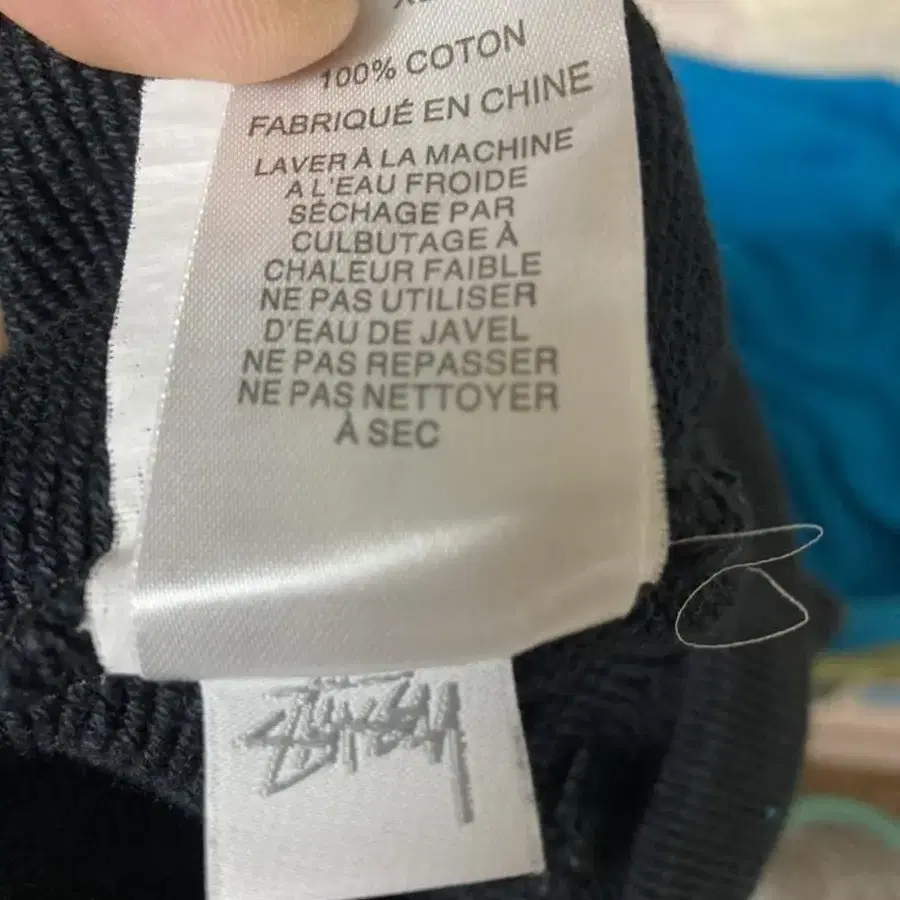 100% COTON
FABRIQUÉ EN CHINE
LAVER À LA MACHINE
A L'EAU FROIDE
SÉCHAGE PAR
CULBUTAGE À
CHALEUR FAIBLE
NE PAS UTILISER
D'EAU DE JAVEL
NE PAS REPASSER
NE PAS NETTOYER
À SEC
Stüssy